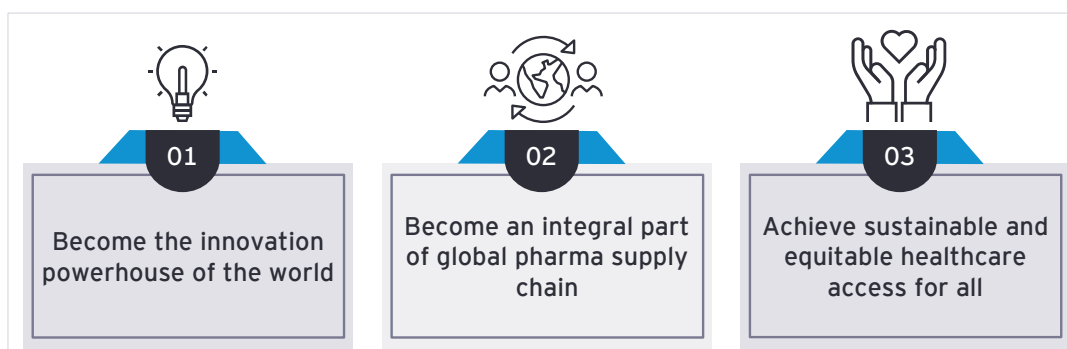 01
Become the innovation
powerhouse of the world
02
Become an integral part
of global pharma supply
chain
03
Achieve sustainable and
equitable healthcare
access for all